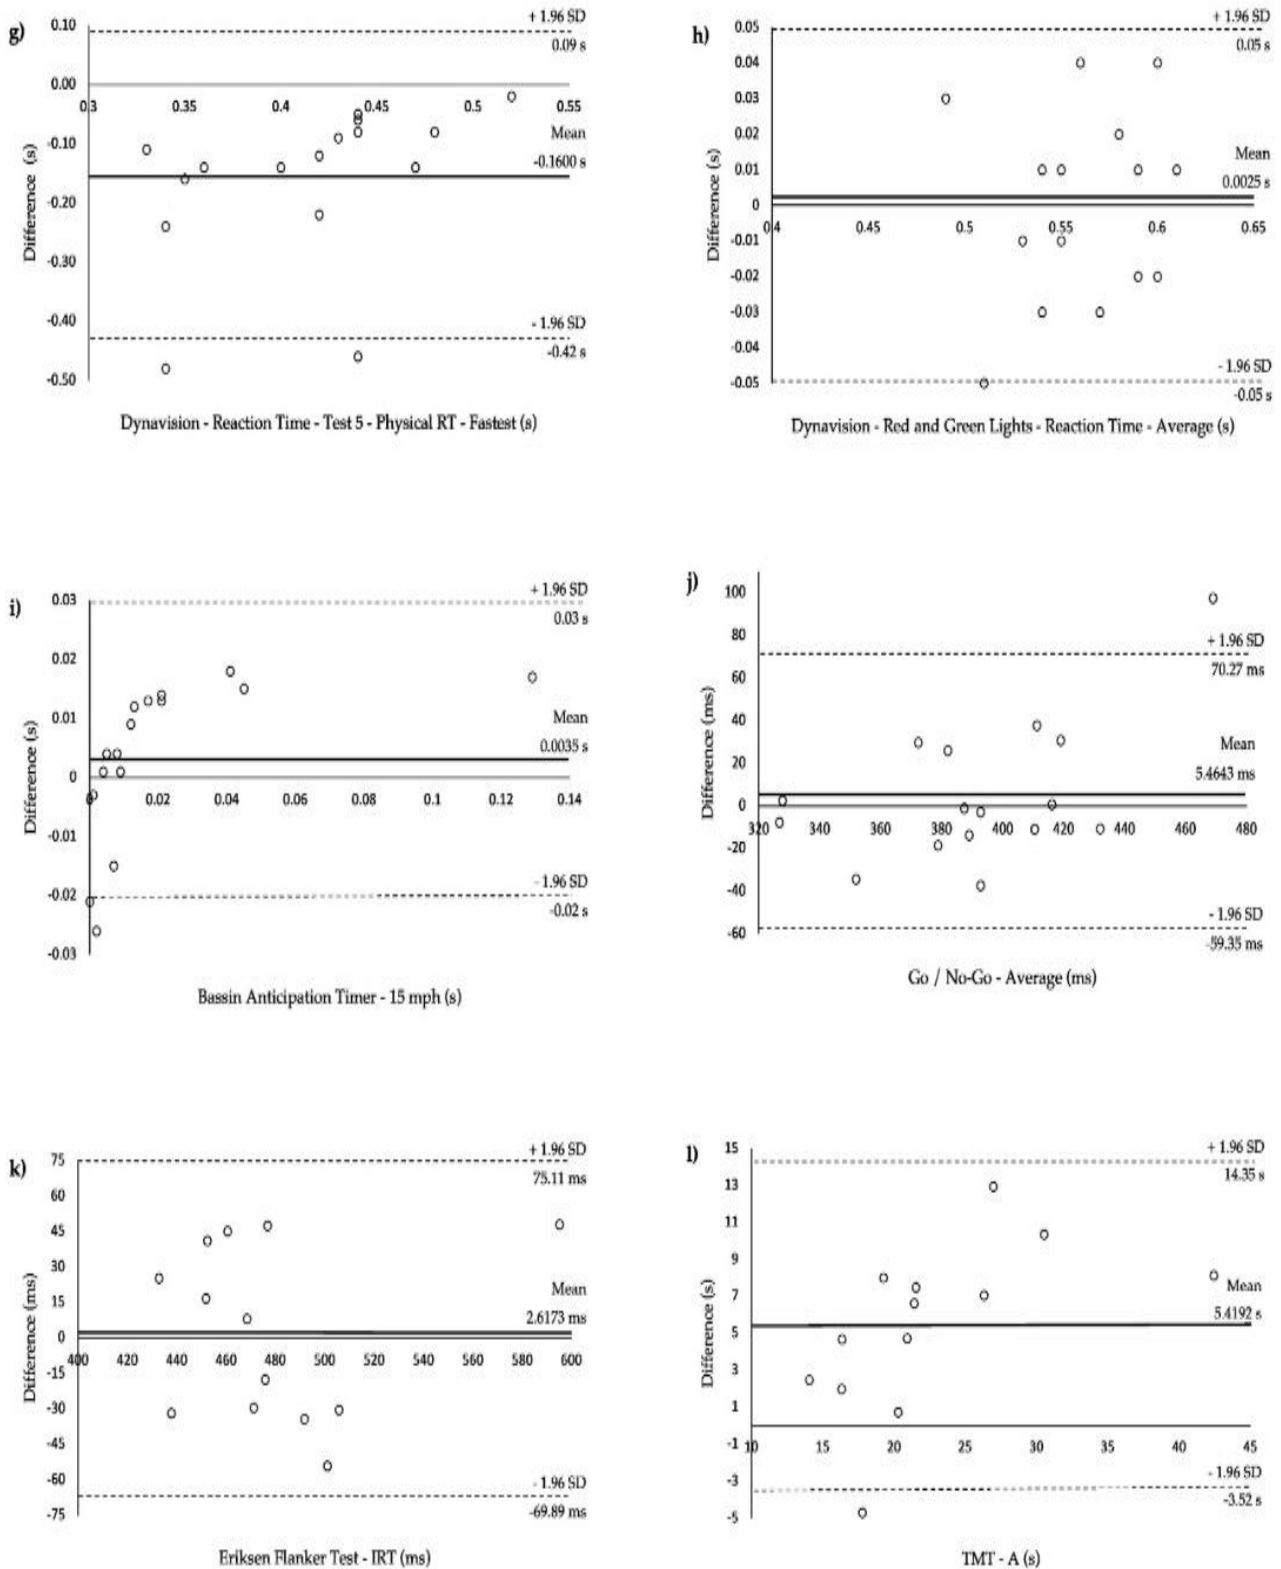 g)
0.10
0.00
-0.10
-0.20
-0.30
-0.40
-0.50
Difference (s)
0.3 0.35 0.4 0.45 0.5 0.55
+ 1.96 SD
0.09 s
Mean
-0.1600 s
- 1.96 SD
-0.42 s
Dynavision - Reaction Time - Test 5 - Physical RT - Fastest (s)
h)
0.05
0.04
0.03
0.02
0.01
0
-0.01
-0.02
-0.03
-0.04
-0.05
Difference (s)
0.4 0.45 0.5 0.55 0.6 0.65
+ 1.96 SD
0.05 s
Mean
0.0025 s
- 1.96 SD
-0.05 s
Dynavision - Red and Green Lights - Reaction Time - Average (s)
i)
0.03
0.02
0.01
0
-0.01
-0.02
-0.03
Difference (s)
0 0.02 0.04 0.06 0.08 0.1 0.12 0.14
+ 1.96 SD
0.03 s
Mean
0.0035 s
- 1.96 SD
-0.02 s
Bassin Anticipation Timer - 15 mph (s)
j)
100
80
60
40
20
0
-20
-40
-60
Difference (ms)
320 340 360 380 400 420 440 460 480
+ 1.96 SD
70.27 ms
Mean
5.4643 ms
- 1.96 SD
-59.35 ms
Go / No-Go - Average (ms)
k)
75
60
45
30
15
0
-15
-30
-45
-60
-75
Difference (ms)
400 420 440 460 480 500 520 540 560 580 600
+ 1.96 SD
75.11 ms
Mean
2.6173 ms
- 1.96 SD
-69.89 ms
Eriksen Flanker Test - IRT (ms)
l)
15
13
11
9
7
5
3
1
-1
-3
-5
Difference (s)
10 15 20 25 30 35 40 45
+ 1.96 SD
14.35 s
Mean
5.4192 s
- 1.96 SD
-3.52 s
TMT - A (s)